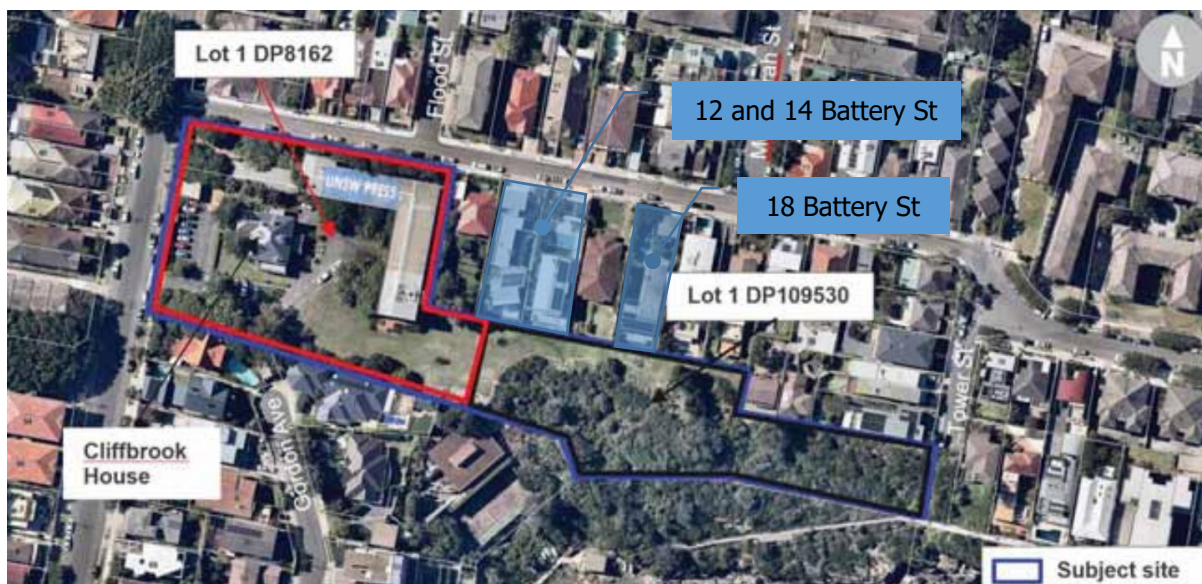 Lot 1 DP8162
Flood St
12 and 14 Battery St
N
UNSW PRESS
18 Battery St
Lot 1 DP109530
Cliffbrook
House
Gordon Ave
Tower St
Subject site